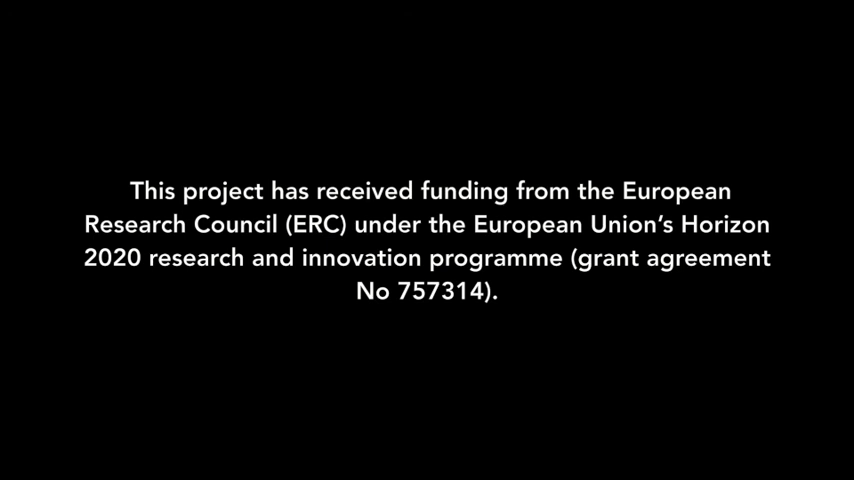 This project has received funding from the European
Research Council (ERC) under the European Union’s Horizon
2020 research and innovation programme (grant agreement
No 757314).